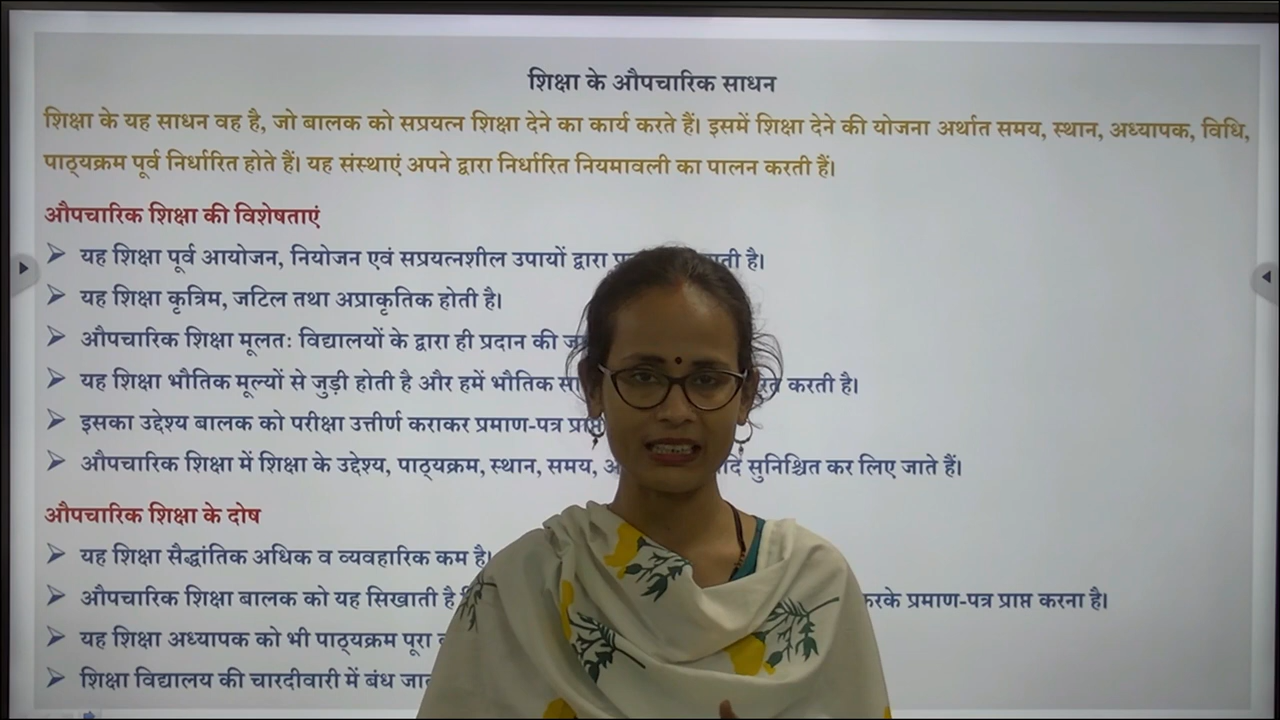 शिक्षा के औपचारिक साधन
शिक्षा के यह साधन वह है, जो बालक को सप्रयत्न शिक्षा देने का कार्य करते हैं। इसमें शिक्षा देने की योजना अर्थात समय, स्थान, अध्यापक, विधि,
पाठ्यक्रम पूर्व निर्धारित होते हैं। यह संस्थाएं अपने द्वारा निर्धारित नियमावली का पालन करती हैं।
औपचारिक शिक्षा की विशेषताएं
यह शिक्षा पूर्व आयोजन, नियोजन एवं सप्रयत्नशील उपायों द्वारा है।
यह शिक्षा कृत्रिम, जटिल तथा अप्राकृतिक होती है।
औपचारिक शिक्षा मूलतः विद्यालयों के द्वारा ही प्रदान की
यह शिक्षा भौतिक मूल्यों से जुड़ी होती है और हमें भौतिक करती है।
इसका उद्देश्य बालक को परीक्षा उत्तीर्ण कराकर प्रमाण-पत्र
औपचारिक शिक्षा में शिक्षा के उद्देश्य, पाठ्यक्रम, स्थान, समय, सुनिश्चित कर लिए जाते हैं।
औपचारिक शिक्षा के दोष
यह शिक्षा सैद्धांतिक अधिक व व्यवहारिक कम है।
औपचारिक शिक्षा बालक को यह सिखाती है के प्रमाण-पत्र प्राप्त करना है।
यह शिक्षा अध्यापक को भी पाठ्यक्रम पूरा
शिक्षा विद्यालय की चारदीवारी में बंध